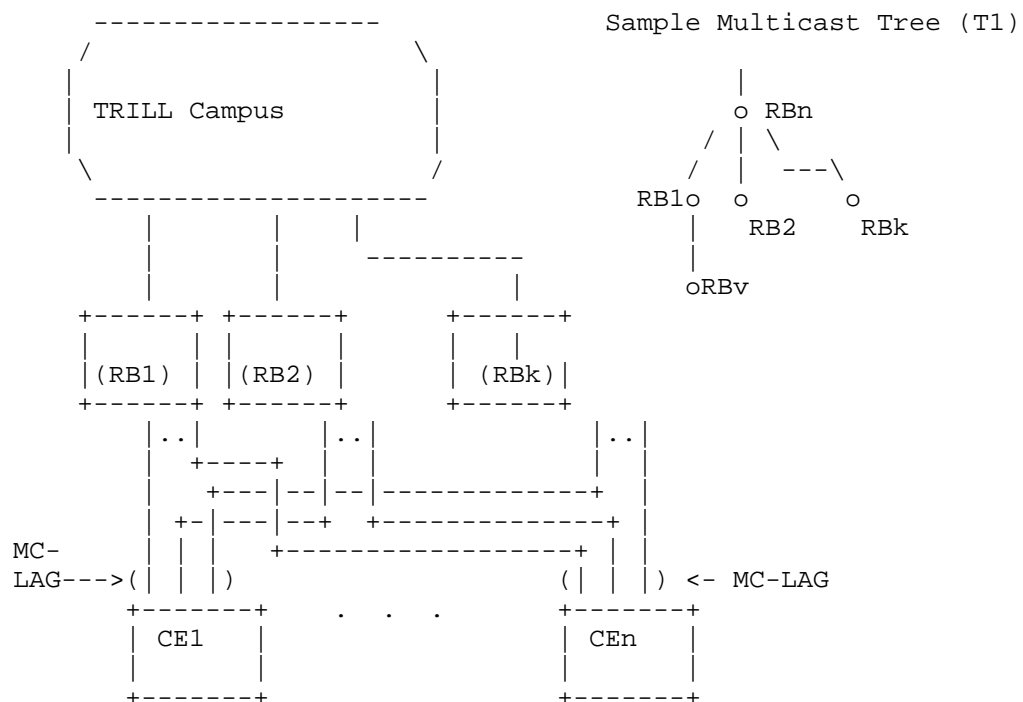 Sample Multicast Tree (T1)
TRILL Campus
o RBn
RB1o o o
RB2 RBk
oRBv
(RB1) (RB2) (RBk)
MC-
LAG--->( ) ( ) <- MC-LAG
. . .
CE1 CEn